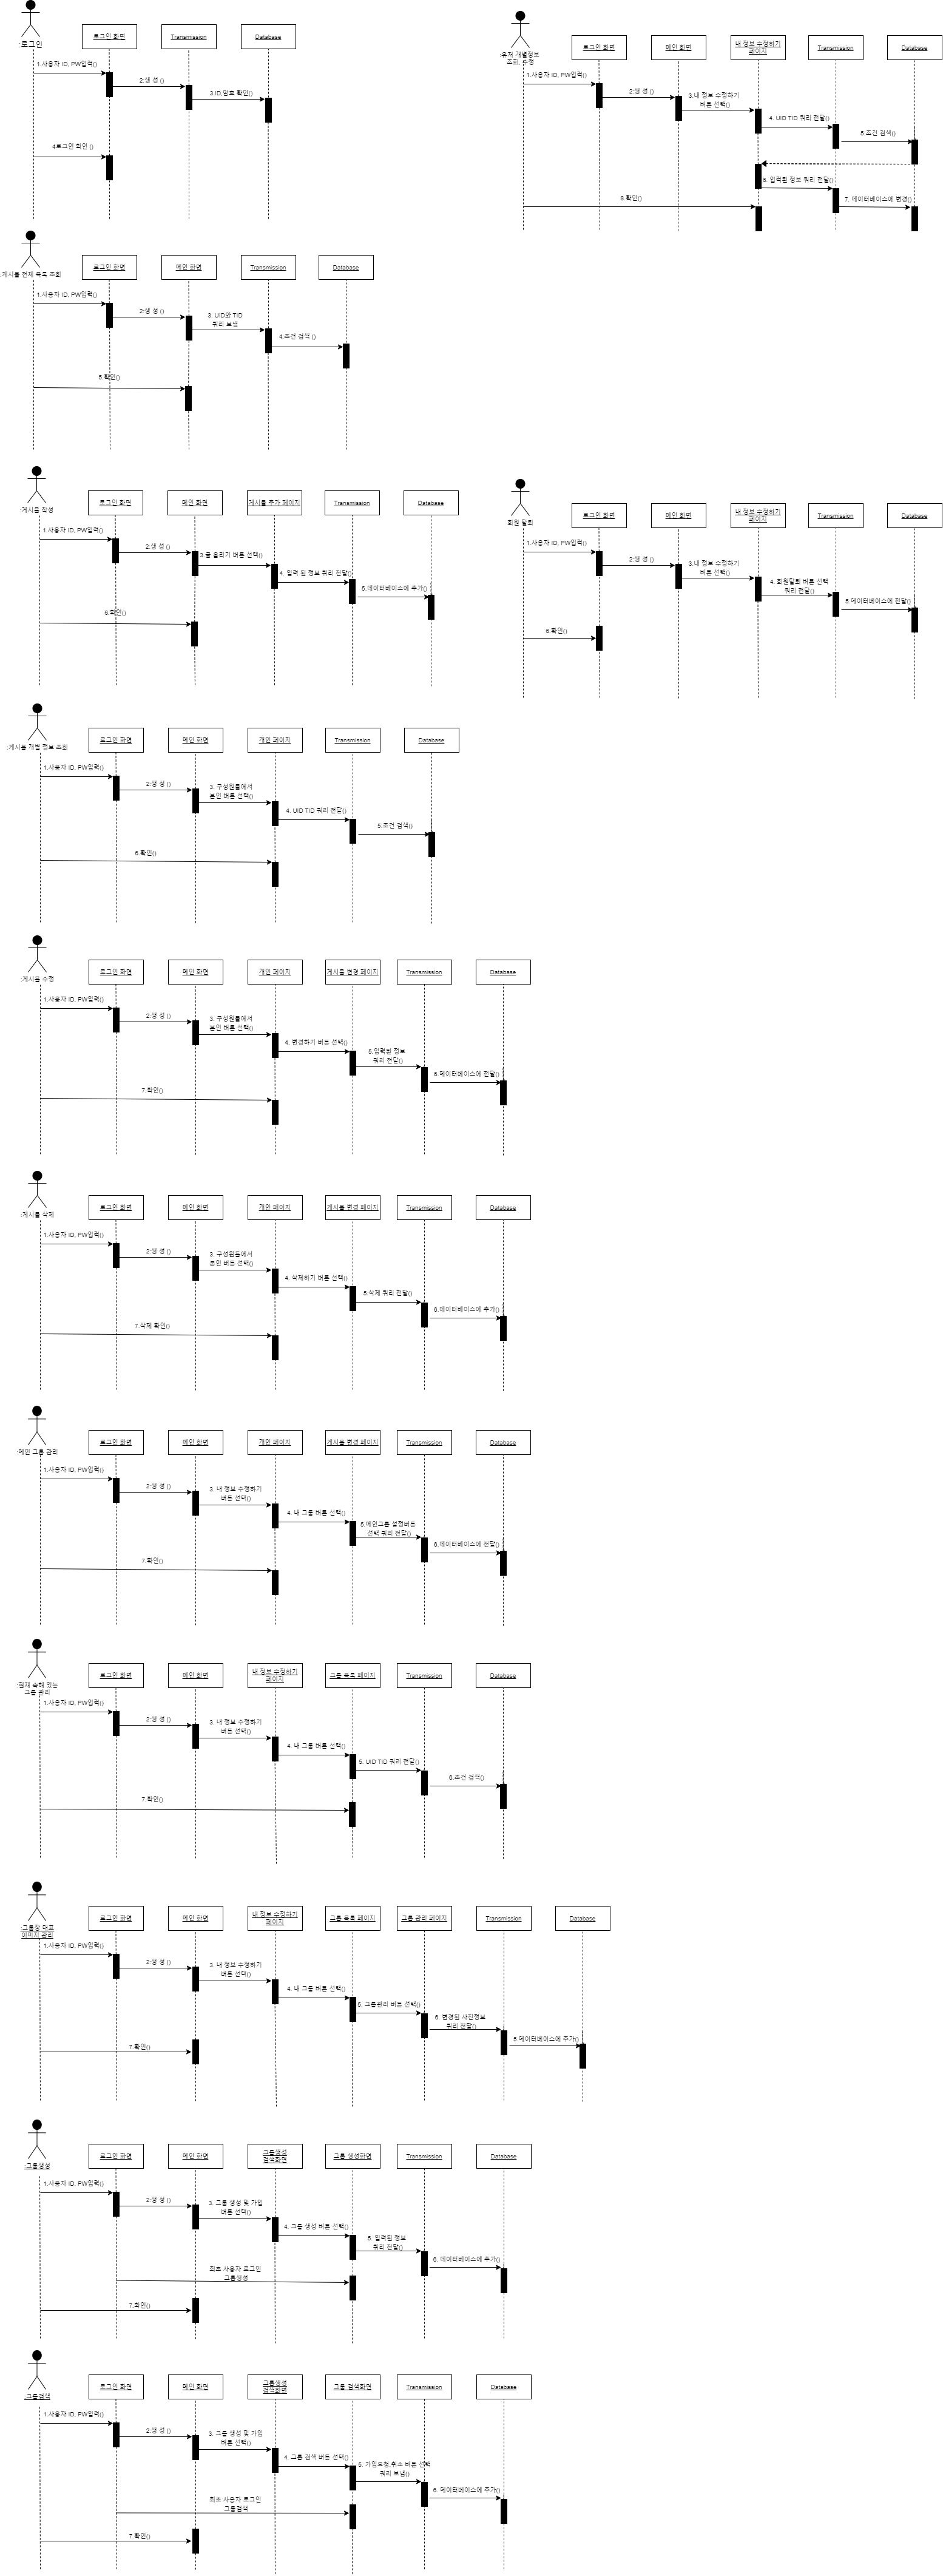 :로그인
로그인 화면
Transmission
Database
1.사용자 ID, PW입력()
2:생 성 ()
3.ID,암호 확인()
4로그인 확인 ()
:유저 개별정보
조회, 수정
로그인 화면
메인 화면
내 정보 수정하기
페이지
Transmission
Database
1.사용자 ID, PW입력()
2:생 성 ()
3.내 정보 수정하기
버튼 선택()
4. UID TID 쿼리 전달()
5.조건 검색()
6. 입력된 정보 쿼리 전달()
7. 데이터베이스에 변경()
8.확인()
:게시물 전체 목록 조회
로그인 화면
메인 화면
Transmission
Database
1.사용자 ID, PW입력()
2:생 성 ()
3. UID와 TID
쿼리 보냄
4:조건 검색 ()
5.확인()
:게시물 작성
로그인 화면
메인 화면
게시물 추가 페이지
Transmission
Database
1.사용자 ID, PW입력()
2:생 성 ()
3.글 올리기 버튼 선택()
4. 입력 된 정보 쿼리 전달()
5.데이터베이스에 추가()
6.확인()
회원 탈퇴
로그인 화면
메인 화면
내 정보 수정하기
페이지
Transmission
Database
1.사용자 ID, PW입력()
2:생 성 ()
3.내 정보 수정하기
버튼 선택()
4. 회원탈퇴 버튼 선택
쿼리 전달()
5.데이터베이스에 전달()
6.확인()
:게시물 개별 정보 조회
로그인 화면
메인 화면
개인 페이지
Transmission
Database
1.사용자 ID, PW입력()
2:생 성 ()
3. 구성원들에서
본인 버튼 선택()
4. UID TID 쿼리 전달()
5.조건 검색()
6.확인()
:게시물 수정
로그인 화면
메인 화면
개인 페이지
게시물 변경 페이지
Transmission
Database
1.사용자 ID, PW입력()
2:생 성 ()
3. 구성원들에서
본인 버튼 선택()
4. 변경하기 버튼 선택()
5.입력된 정보
쿼리 전달()
6.데이터베이스에 전달()
7.확인()
:게시물 삭제
로그인 화면
메인 화면
개인 페이지
게시물 변경 페이지
Transmission
Database
1.사용자 ID, PW입력()
2:생 성 ()
3. 구성원들에서
본인 버튼 선택()
4. 삭제하기 버튼 선택()
5.삭제 쿼리 전달()
6.데이터베이스에 추가()
7.삭제 확인()
:메인 그룹 관리
로그인 화면
메인 화면
개인 페이지
게시물 변경 페이지
Transmission
Database
1.사용자 ID, PW입력()
2:생 성 ()
3. 내 정보 수정하기
버튼 선택()
4. 내 그룹 버튼 선택()
5.메인그룹 설정버튼
선택 쿼리 전달()
6.데이터베이스에 전달()
7.확인()
:현재 속해 있는
그룹 관리
로그인 화면
메인 화면
내 정보 수정하기
페이지
그룹 목록 페이지
Transmission
Database
1.사용자 ID, PW입력()
2:생 성 ()
3. 내 정보 수정하기
버튼 선택()
4. 내 그룹 버튼 선택()
5. UID TID 쿼리 전달()
6.조건 검색()
7.확인()
:그룹장 대표
이미지 관리
로그인 화면
메인 화면
내 정보 수정하기
페이지
그룹 목록 페이지
그룹 관리 페이지
Transmission
Database
1.사용자 ID, PW입력()
2:생 성 ()
3. 내 정보 수정하기
버튼 선택()
4. 내 그룹 버튼 선택()
5. 그룹관리 버튼 선택()
6. 변경된 사진정보
쿼리 전달()
5.데이터베이스에 추가()
7.확인()
:그룹생성
로그인 화면
메인 화면
그룹생성
검색화면
그룹 생성화면
Transmission
Database
1.사용자 ID, PW입력()
2:생 성 ()
3. 그룹 생성 및 가입
버튼 선택()
4. 그룹 생성 버튼 선택()
5. 입력된 정보
쿼리 전달()
6. 데이터베이스에 추가()
최초 사용자 로그인
그룹생성
7.확인()
:그룹검색
로그인 화면
메인 화면
그룹생성
검색화면
그룹 검색화면
Transmission
Database
1.사용자 ID, PW입력()
2:생 성 ()
3. 그룹 생성 및 가입
버튼 선택()
4. 그룹 검색 버튼 선택()
5. 가입요청.취소 버튼 선택
쿼리 보냄()
6. 데이터베이스에 추가()
최초 사용자 로그인
그룹검색
7.확인()